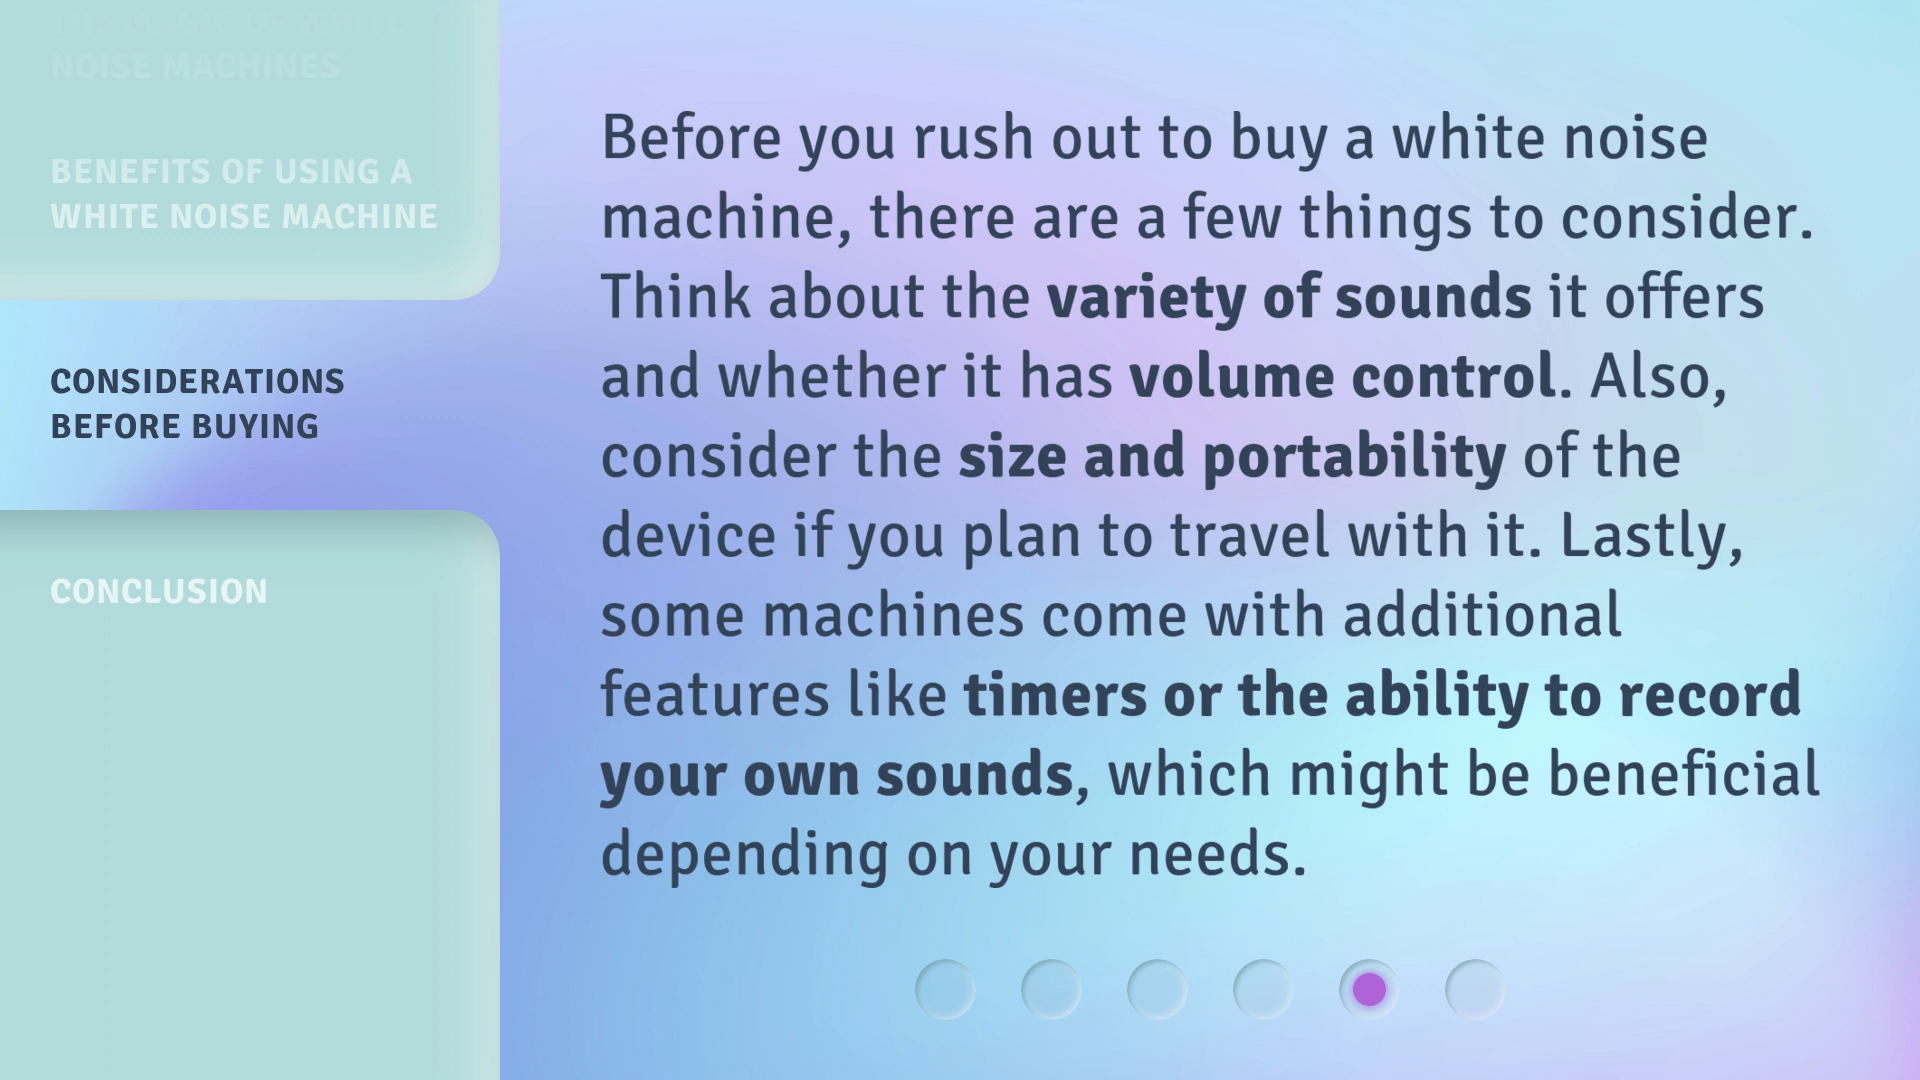 THE MAGIC OF WHITE
NOISE MACHINES
BENEFITS OF USING A
WHITE NOISE MACHINE
CONSIDERATIONS
BEFORE BUYING
CONCLUSION
Before you rush out to buy a white noise
machine, there are a few things to consider.
Think about the variety of sounds it offers
and whether it has volume control. Also,
consider the size and portability of the
device if you plan to travel with it. Lastly,
some machines come with additional
features like timers or the ability to record
your own sounds, which might be beneficial
depending on your needs.